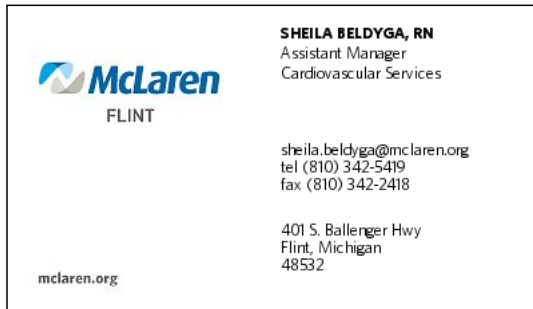 McLaren
FLINT
mclaren.org
SHEILA BELDYGA, RN
Assistant Manager
Cardiovascular Services
sheila.beldyga@mclaren.org
tel (810) 342-5419
fax (810) 342-2418
401 S. Ballenger Hwy
Flint, Michigan
48532